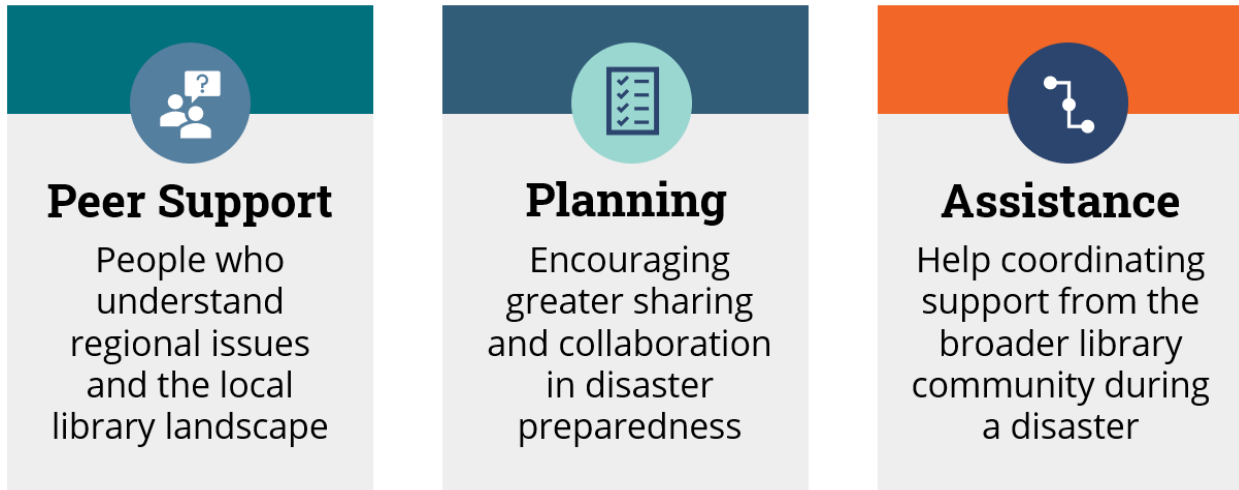 ?
Peer Support
People who
understand
regional issues
and the local
library landscape
Planning
Encouraging
greater sharing
and collaboration
in disaster
preparedness
Assistance
Help coordinating
support from the
broader library
community during
a disaster